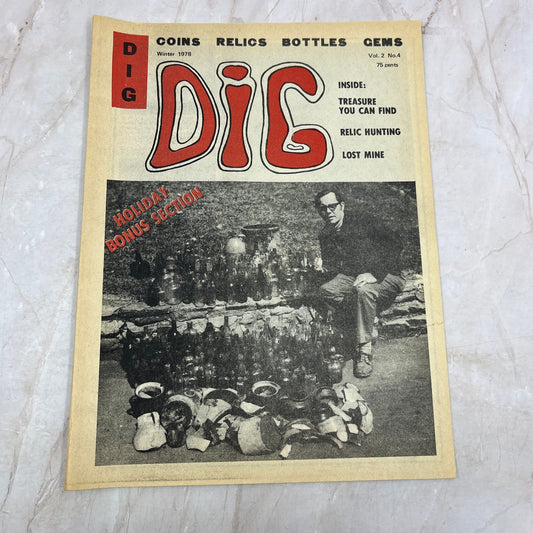 DIG
COINS RELICS BOTTLES GEMS
Winter 1978
Vol. 2 No.4
75 cents
DIG
INSIDE:
TREASURE
YOU CAN FIND
RELIC HUNTING
LOST MINE
HOLIDAY
BONUS SECTION